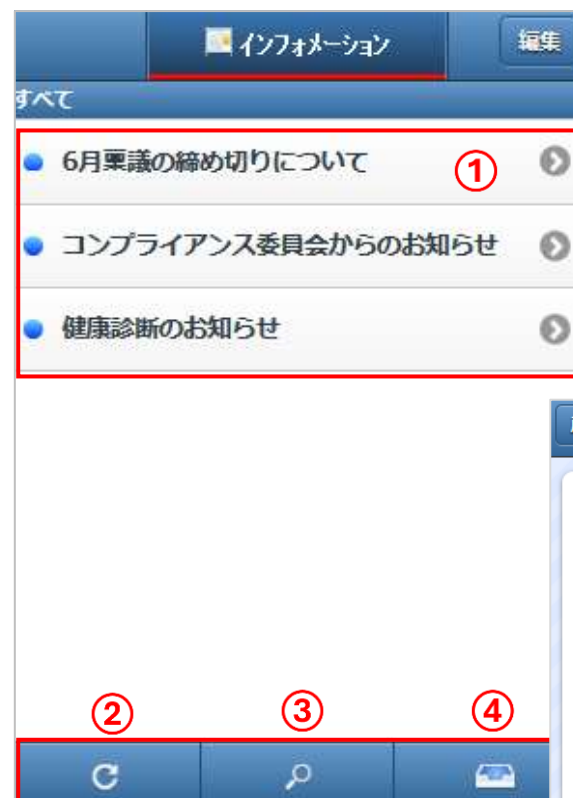 インフォメーション
編集
すべて
6月稟議の締め切りについて
①
コンプライアンス委員会からのお知らせ
健康診断のお知らせ
②
③
④